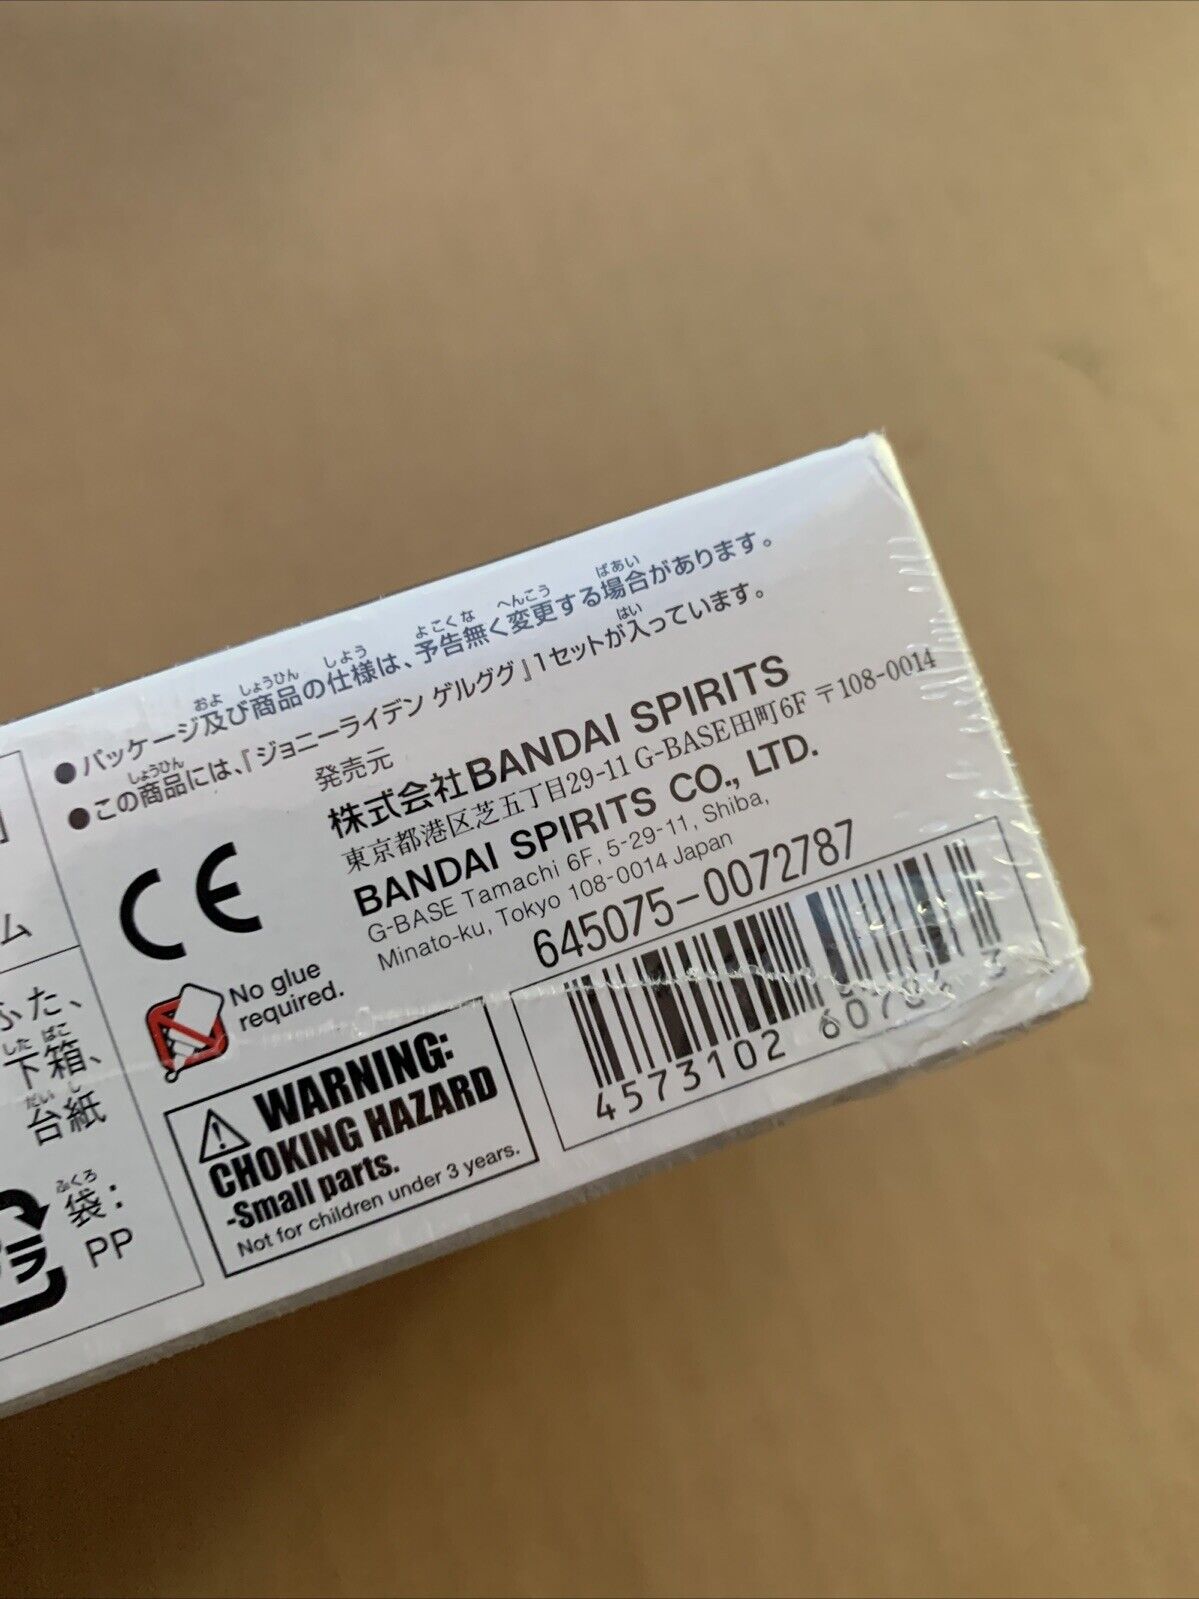 ●パッケージ及び商品の仕様は、予告無く変更する場合があります。
●この商品には、『ジョニーライデン ゲルググ』1セットが入っています。
発売元
株式会社BANDAI SPIRITS
東京都港区芝五丁目29-11 G-BASE田町6F 〒108-0014
BANDAI SPIRITS CO., LTD.
G-BASE Tamachi 6F, 5-29-11, Shiba,
Minato-ku, Tokyo 108-0014 Japan
CE
No glue
required.
645075-0072787
4573102 607843
WARNING:
CHOKING HAZARD
-Small parts.
Not for children under 3 years.
ム
ふた、
下箱、
台紙
袋:
PP